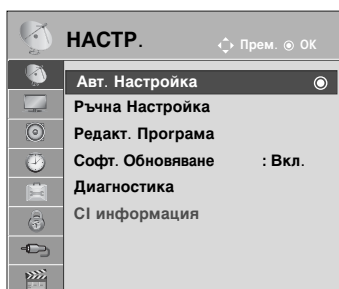 НАСТР.
Прем. OK
Авт. Настройка
Ръчна Настройка
Редакт. Програма
Софт. Обновяване : Вкл.
Диагностика
CI информация